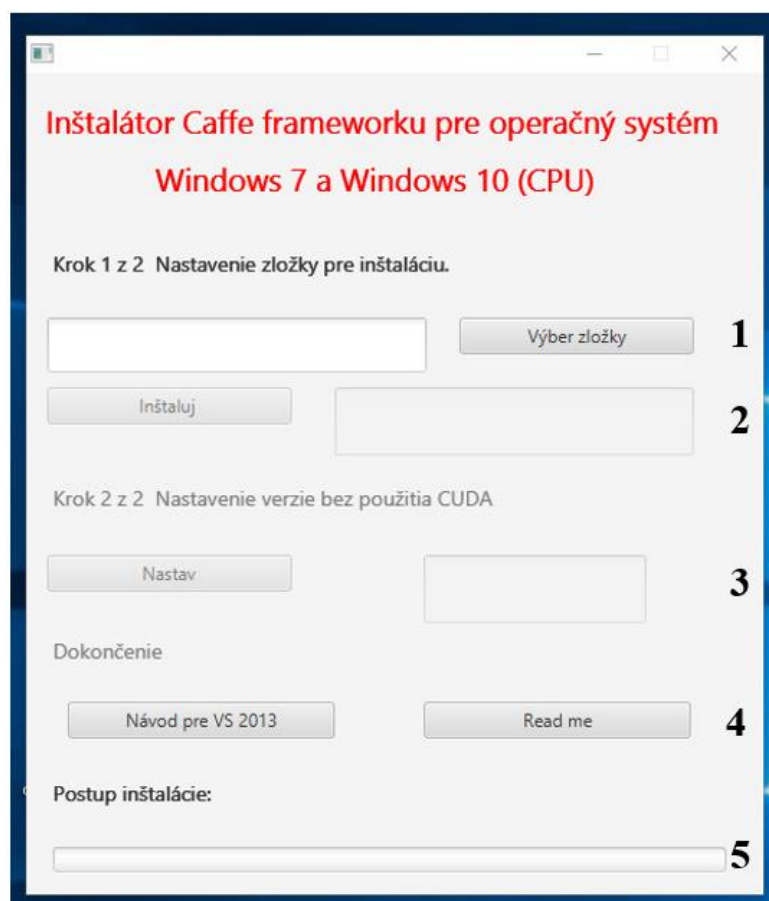 Inštalátor Caffe frameworku pre operačný systém
Windows 7 a Windows 10 (CPU)
Krok 1 z 2 Nastavenie zložky pre inštaláciu.
Výber zložky 1
Inštaluj 2
Krok 2 z 2 Nastavenie verzie bez použitia CUDA
Nastav 3
Dokončenie
Návod pre VS 2013 Read me 4
Postup inštalácie:
5